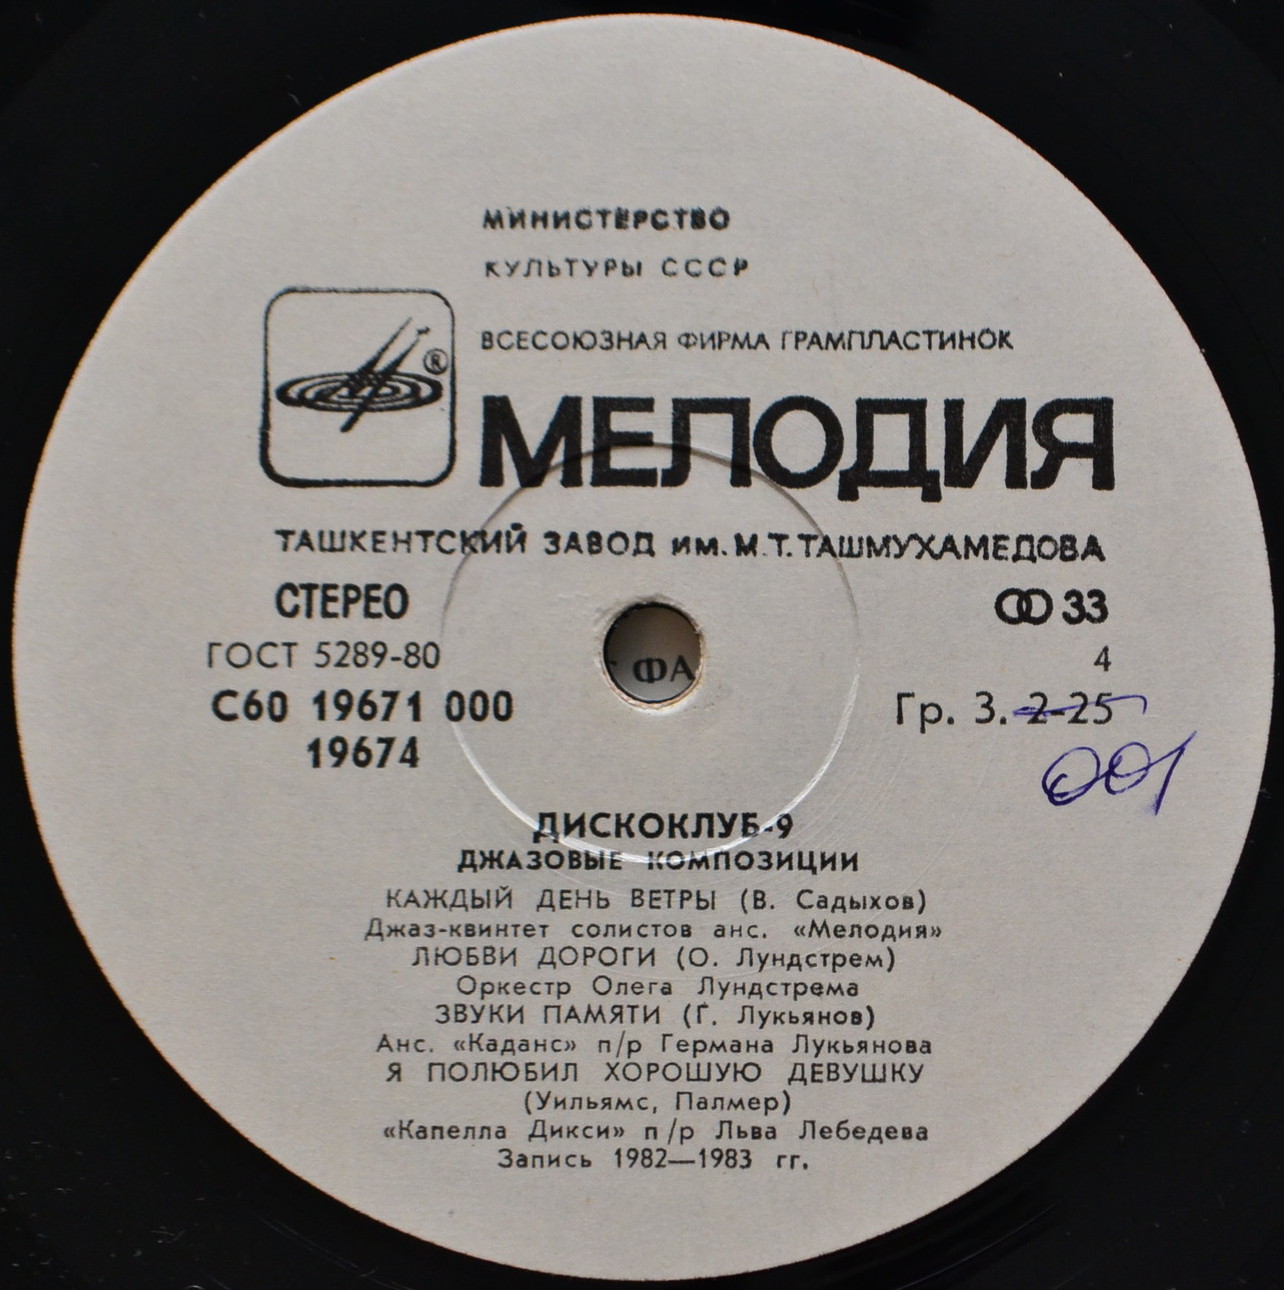 МИНИСТЕРСТВО
КУЛЬТУРЫ СССР
ВСЕСОЮЗНАЯ ФИРМА ГРАМПЛАСТИНОК
®
МЕЛОДИЯ
ТАШКЕНТСКИЙ ЗАВОД им. М.Т.ТАШМУХАМЕДОВА
СТЕРЕО
33
ГОСТ 5289-80
4
С60 19671 000
Гр. 3. 2-25
19674
001
ФА
ДИСКОКЛУБ-9
ДЖАЗОВЫЕ КОМПОЗИЦИИ
КАЖДЫЙ ДЕНЬ ВЕТРЫ (В. Садыхов)
Джаз-квинтет солистов анс. «Мелодия»
ЛЮБВИ ДОРОГИ (О. Лундстрем)
Оркестр Олега Лундстрема
ЗВУКИ ПАМЯТИ (Г. Лукьянов)
Анс. «Каданс» п/р Германа Лукьянова
Я ПОЛЮБИЛ ХОРОШУЮ ДЕВУШКУ
(Уильямс, Палмер)
«Капелла Дикси» п/р Льва Лебедева
Запись 1982—1983 гг.